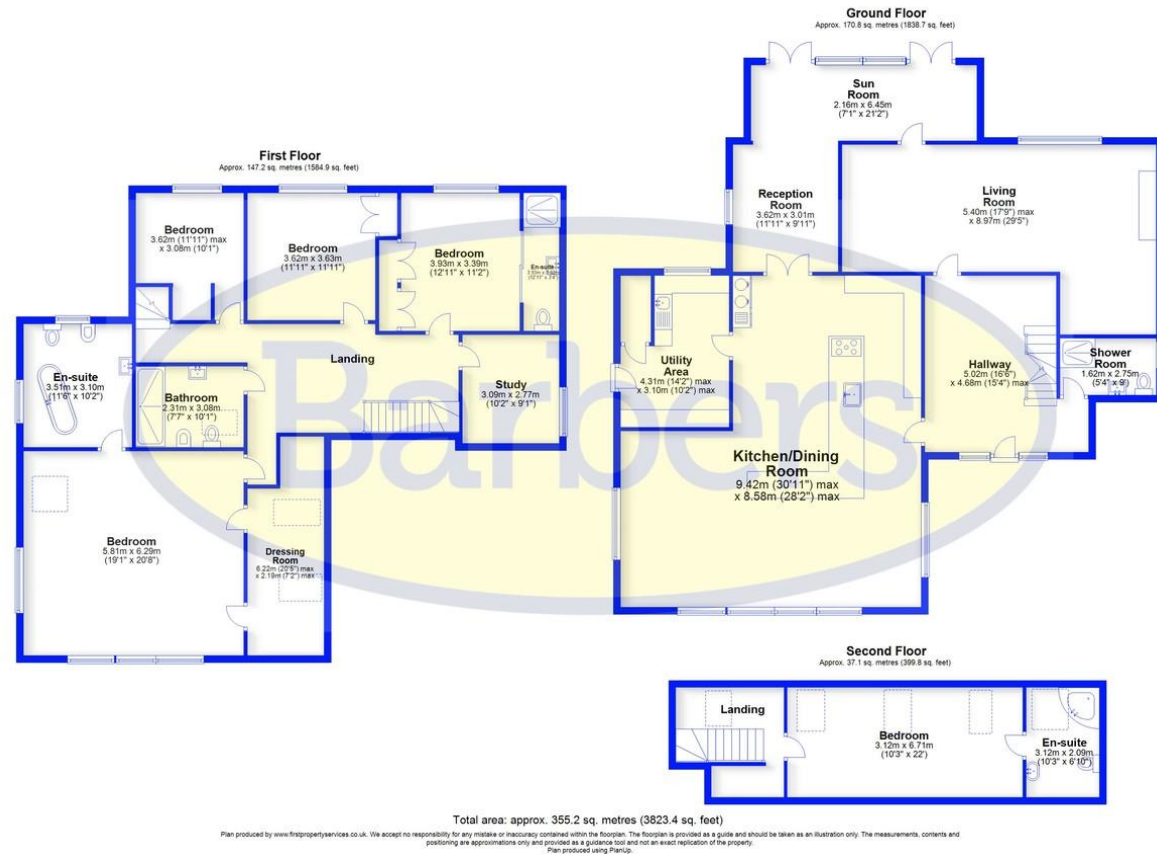 Ground Floor
Approx. 170.8 sq. metres (1838.7 sq. feet)
Sun
Room
2.16m x 6.45m
(7'1" x 21'2")
Reception
Room
3.62m x 3.01m
(11'11" x 9'11")
Living
Room
5.40m (17'9") max
x 8.97m (29'5")
Utility
Area
4.31m (14'2") max
x 3.10m (10'2") max
Hallway
5.02m (16'6")
x 4.68m (15'4") max
Shower
Room
1.62m x 2.75m
(5'4" x 9')
Kitchen/Dining
Room
9.42m (30'11") max
x 8.58m (28'2") max
First Floor
Approx. 147.2 sq. metres (1584.9 sq. feet)
Bedroom
3.62m (11'11") max
x 3.08m (10'1")
Bedroom
3.62m x 3.63m
(11'11" x 11'11")
Bedroom
3.93m x 3.39m
(12'11" x 11'2")
En-suite
Landing
En-suite
3.51m x 3.10m
(11'6" x 10'2")
Bathroom
2.31m x 3.08m
(7'7" x 10'1")
Study
3.09m x 2.77m
(10'2" x 9'1")
Bedroom
5.81m x 6.29m
(19'1" x 20'8")
Dressing
Room
6.22m (20'5") max
x 2.19m (7'2") max
Barbers
Second Floor
Approx. 37.1 sq. metres (399.8 sq. feet)
Landing
Bedroom
3.12m x 6.71m
(10'3" x 22')
En-suite
3.12m x 2.09m
(10'3" x 6'10")
Total area: approx. 355.2 sq. metres (3823.4 sq. feet)
Plan produced by www.firstpropertyservices.co.uk. We accept no responsibility for any mistake or inaccuracy contained within the floorplan. The floorplan is provided as a guide and should be taken as an illustration only. The measurements, contents and
positioning are approximations only and provided as a guidance tool and not an exact replication of the property.
Plan produced using PlanUp.